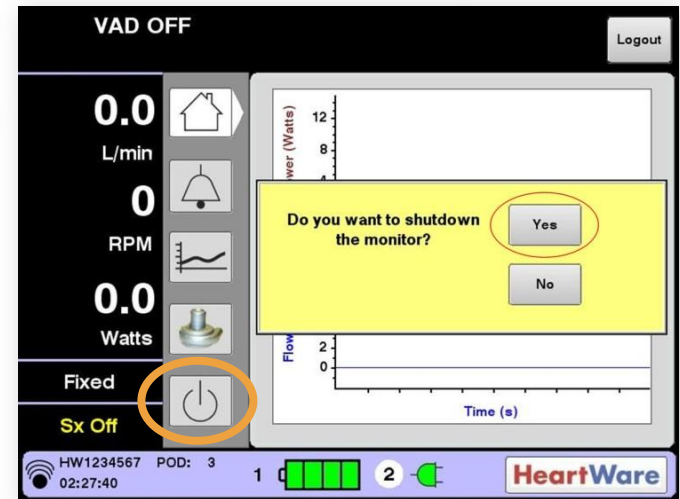 VAD OFF
Logout
0.0
L/min
0
RPM
0.0
Watts
Fixed
Sx Off
12
8
Do you want to shutdown
the monitor?
Yes
No
2
0
Time (s)
HW1234567 POD: 3
02:27:40
1
2
HeartWare